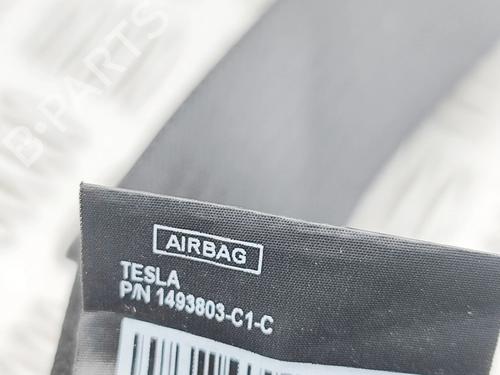 B·PARTS
AIRBAG
TESLA
P/N 1493803-C1-C